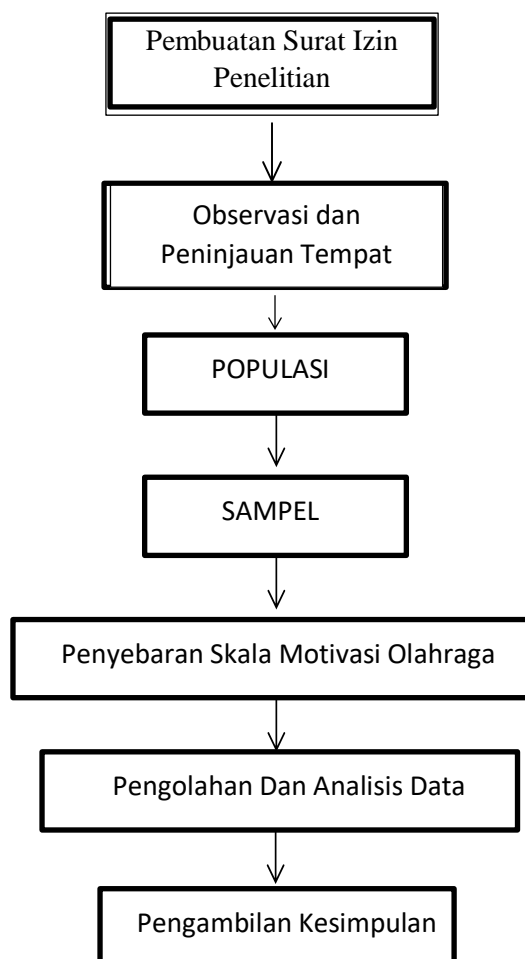 Pembuatan Surat Izin
Penelitian
Observasi dan
Peninjauan Tempat
POPULASI
SAMPEL
Penyebaran Skala Motivasi Olahraga
Pengolahan Dan Analisis Data
Pengambilan Kesimpulan